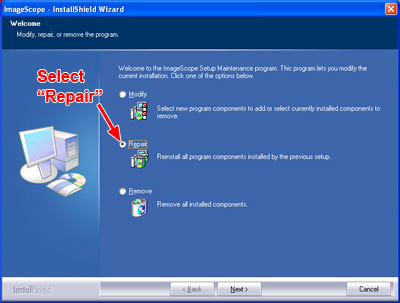 ImageScope - InstallShield Wizard
Welcome
Modify, repair, or remove the program.
Welcome to the ImageScope Setup Maintenance program. This program lets you modify the
current installation. Click one of the options below.
Select
“Repair”
Modify
Select new program components to add or select currently installed components to
remove.
Repair
Reinstall all program components installed by the previous setup.
Remove
Remove all installed components.
InstallShield
< Back
Next >
Cancel